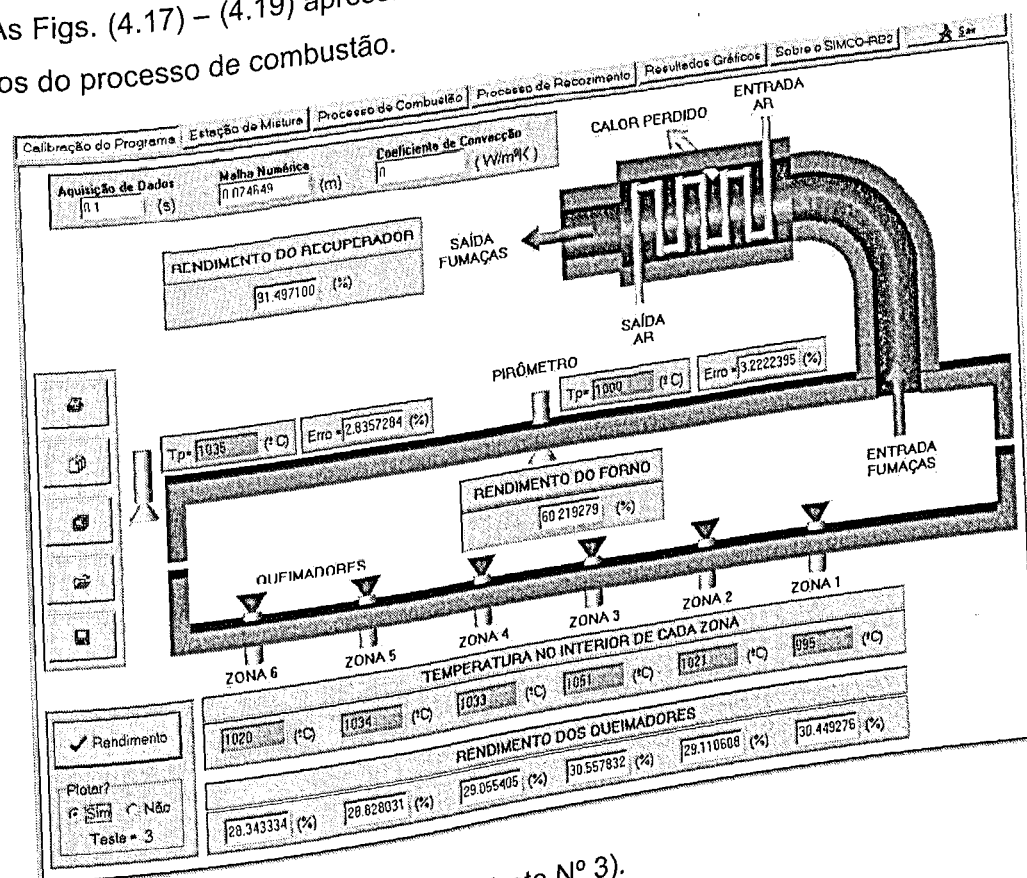 As Figs. (4.17) – (4.19)
os do processo de combustão.
Calibração do Programa Estação de Mistura Processo de Combustão Processo de Recozimento Resultados Gráficos Sobre o SIMCO-RB2 Sair
Aquisição de Dados Malha Numérica Coeficiente de Convecção
0.1 (s) 0.074649 (m) 0 (W/m²K)
CALOR PERDIDO
ENTRADA
AR
RENDIMENTO DO RECUPERADOR
91.497100 (%)
SAÍDA
FUMAÇAS
SAÍDA
AR
PIRÔMETRO
Tp= 1000 (°C) Erro = 3.2222395 (%)
Tp= 1035 (°C) Erro = 2.8357284 (%)
ENTRADA
FUMAÇAS
RENDIMENTO DO FORNO
60.219279 (%)
QUEIMADORES
ZONA 6 ZONA 5 ZONA 4 ZONA 3 ZONA 2 ZONA 1
TEMPERATURA NO INTERIOR DE CADA ZONA
1020 (°C) 1034 (°C) 1033 (°C) 1051 (°C) 1021 (°C) 995 (°C)
RENDIMENTO DOS QUEIMADORES
28.343334 (%) 28.828031 (%) 29.055405 (%) 30.557832 (%) 29.110608 (%) 30.449276 (%)
Rendimento
Plotar?
Sim Não
Teste = 3
Nº 3).